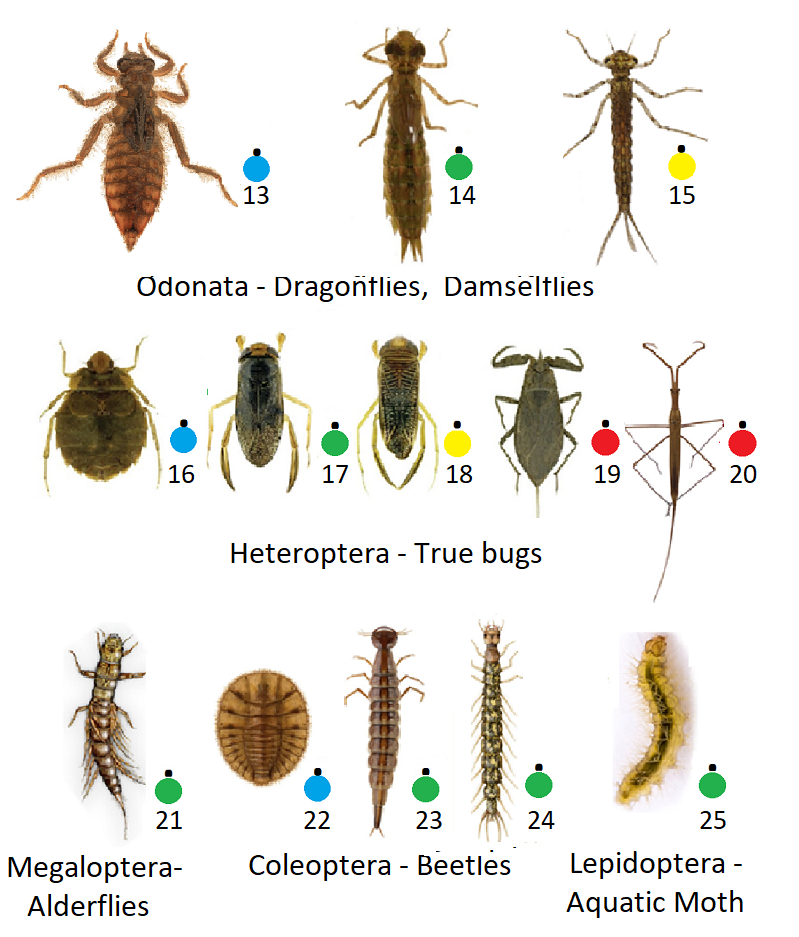 13 14 15
Odonata - Dragonflies, Damselflies
16 17 18 19 20
Heteroptera - True bugs
21 22 23 24 25
Megaloptera-
Alderflies
Coleoptera - Beetles
Lepidoptera -
Aquatic Moth